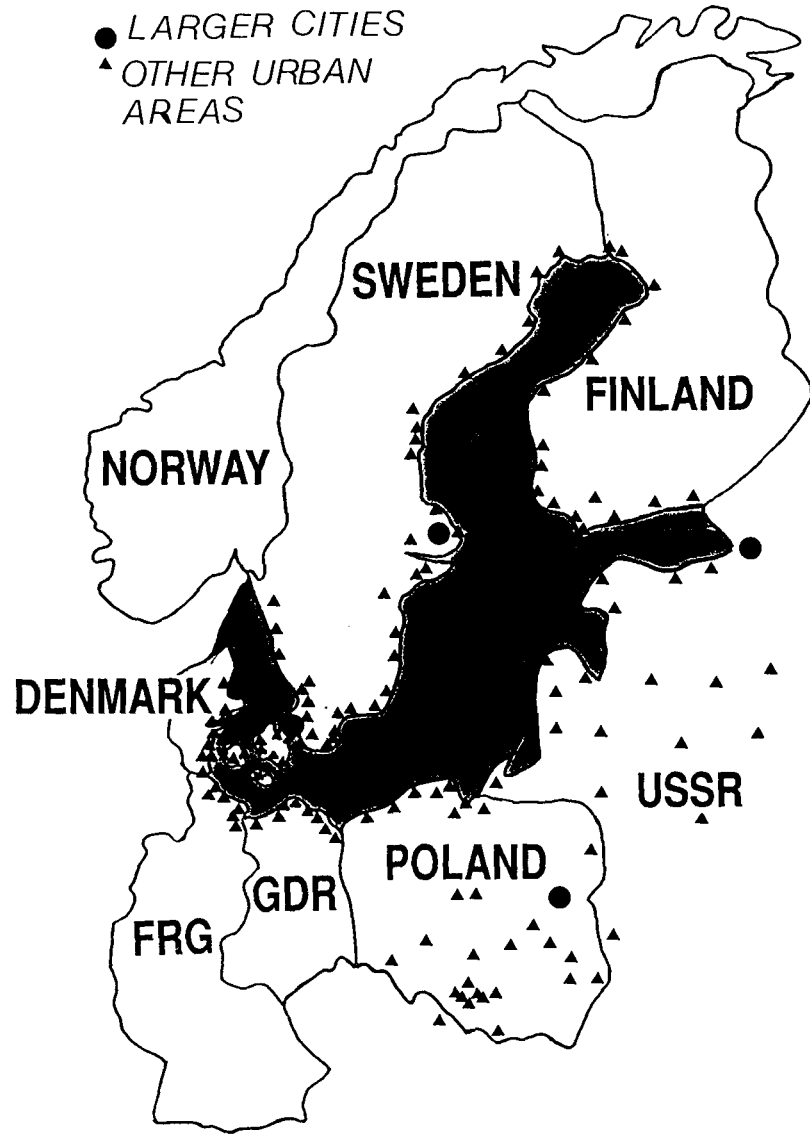 LARGER CITIES
OTHER URBAN
AREAS
SWEDEN
FINLAND
NORWAY
DENMARK
USSR
POLAND
GDR
FRG